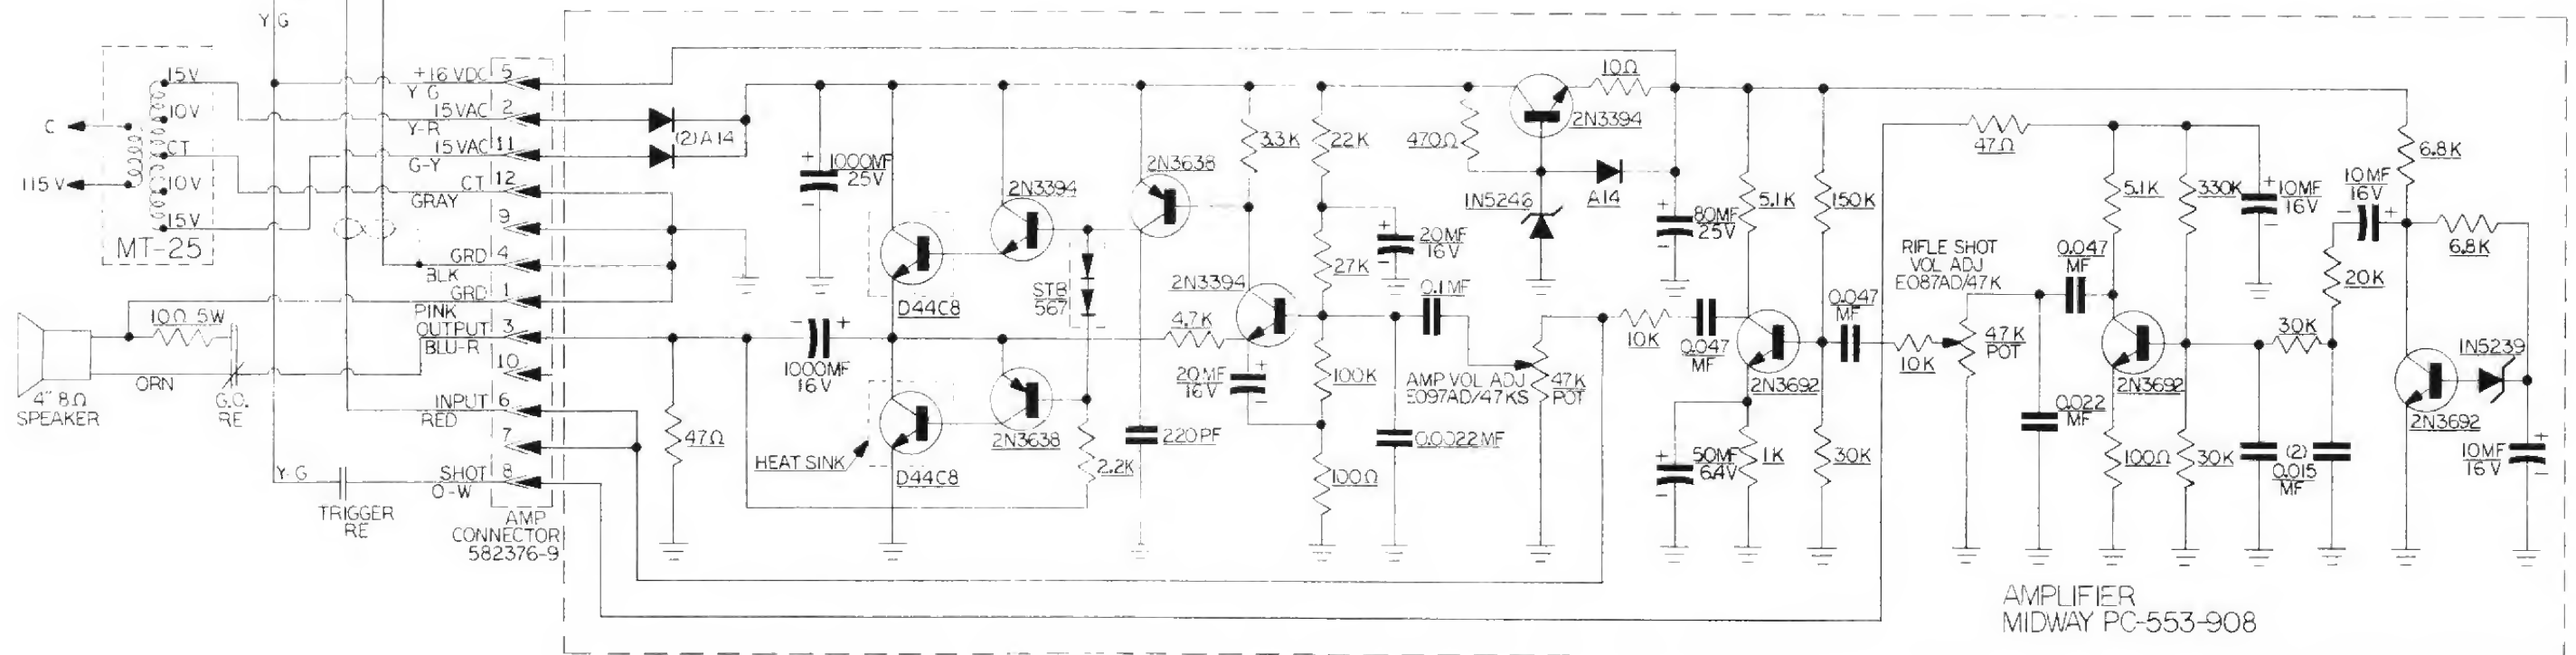 Y G
15V
10V
CT
10V
15V
C
115V
MT-25
+16 VDC 5
Y G
15VAC 2
Y-R
15VAC 11
G-Y
CT 12
GRAY
9
GRD 4
BLK
GRD 1
PINK
OUTPUT 3
BLU-R
10
INPUT 6
RED
7
SHOT 8
O-W
Y-G
TRIGGER
RE
AMP
CONNECTOR
582376-9
10Ω 5W
ORN
G.O.
RE
4" 8Ω
SPEAKER
(2) A14
1000MF
25V
D44C8
2N3394
2N3638
STB
567
3.3K
22K
2N3394
4.7K
20MF
16V
27K
20MF
16V
0.1MF
1000MF
16V
47Ω
HEAT SINK
D44C8
2N3638
2.2K
220PF
100K
100Ω
0.0022MF
AMP VOL ADJ
E097AD/47KS
47K
POT
470Ω
10Ω
2N3394
1N5246
A14
80MF
25V
5.1K
150K
10K
0.047
MF
2N3692
50MF
6.4V
1K
30K
0.047
MF
47Ω
RIFLE SHOT
VOL ADJ
E087AD/47K
10K
47K
POT
0.047
MF
0.022
MF
5.1K
330K
10MF
16V
2N3692
100Ω
30K
30K
(2)
0.015
MF
20K
10MF
16V
6.8K
6.8K
1N5239
2N3692
10MF
16V
AMPLIFIER
MIDWAY PC-553-908